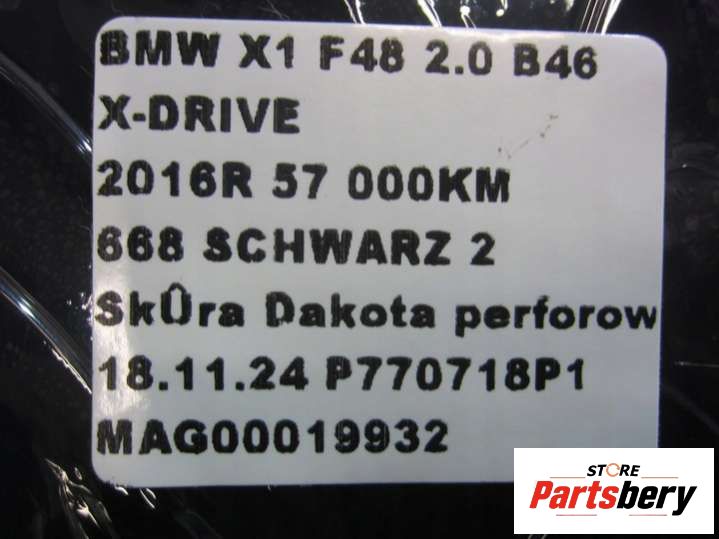 BMW X1 F48 2.0 B46
X-DRIVE
2016R 57 000KM
668 SCHWARZ 2
SkÛra Dakota perforow
18.11.24 P770718P1
MAG00019932
STORE
Partsbery